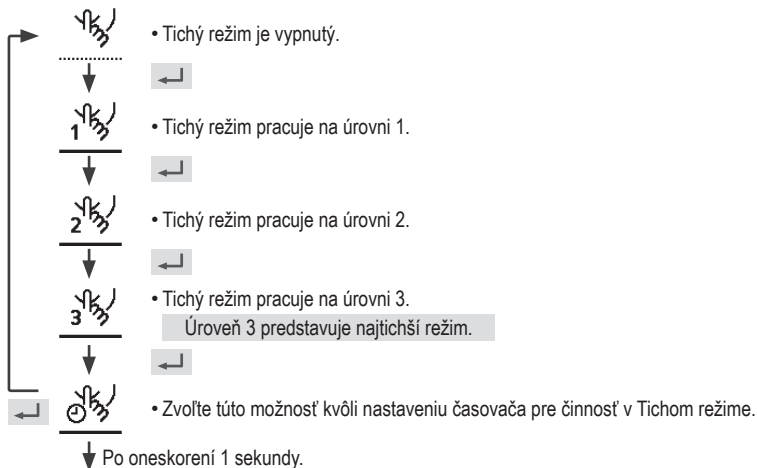 • Tichý režim je vypnutý.
1
• Tichý režim pracuje na úrovni 1.
2
• Tichý režim pracuje na úrovni 2.
3
• Tichý režim pracuje na úrovni 3.
Úroveň 3 predstavuje najtichší režim.
• Zvoľte túto možnosť kvôli nastaveniu časovača pre činnosť v Tichom režime.
Po oneskorení 1 sekundy.